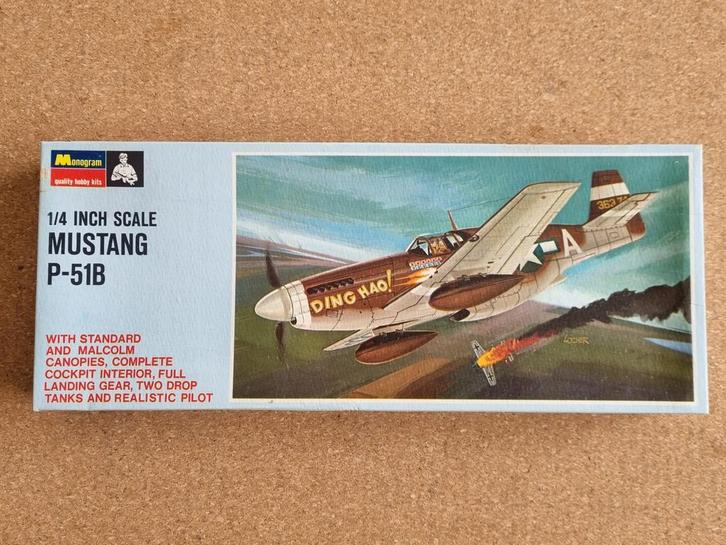 Monogram
quality hobby kits
1/4 INCH SCALE
MUSTANG
P-51B
WITH STANDARD
AND MALCOLM
CANOPIES, COMPLETE
COCKPIT INTERIOR, FULL
LANDING GEAR, TWO DROP
TANKS AND REALISTIC PILOT
DING HAO!
A